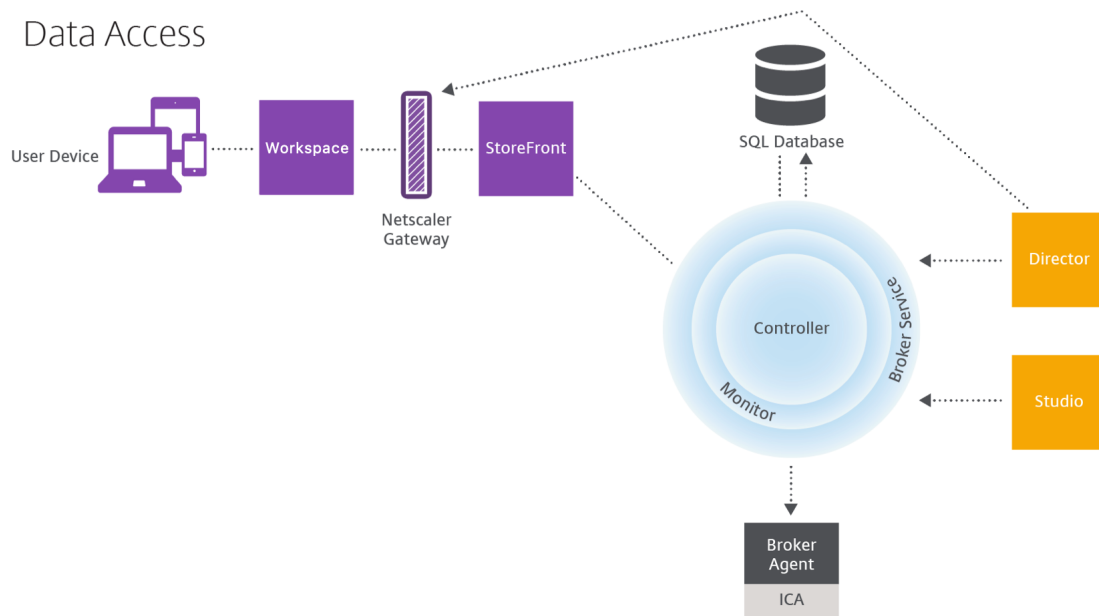 Data Access
User Device
Workspace
Netscaler
Gateway
StoreFront
SQL Database
Controller
Monitor
Broker Service
Director
Studio
Broker
Agent
ICA